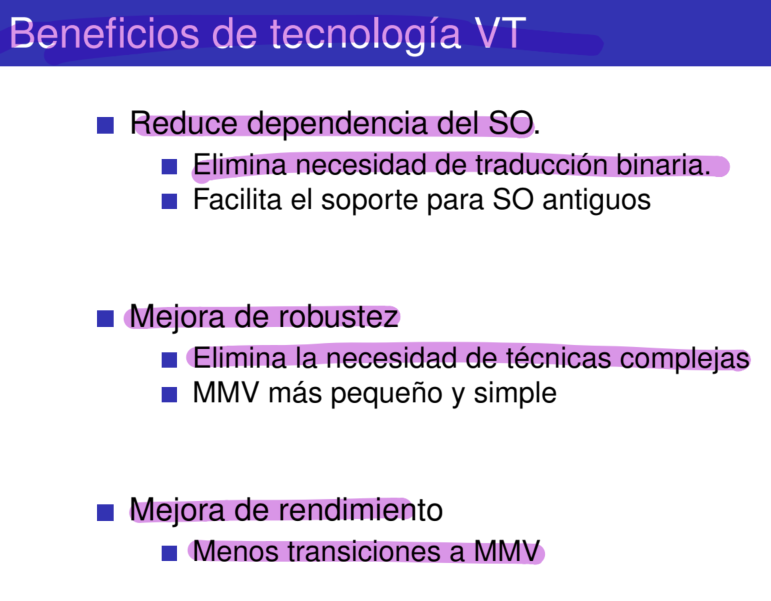 Beneficios de tecnología VT
Reduce dependencia del SO.
Elimina necesidad de traducción binaria.
Facilita el soporte para SO antiguos
Mejora de robustez
Elimina la necesidad de técnicas complejas
MMV más pequeño y simple
Mejora de rendimiento
Menos transiciones a MMV